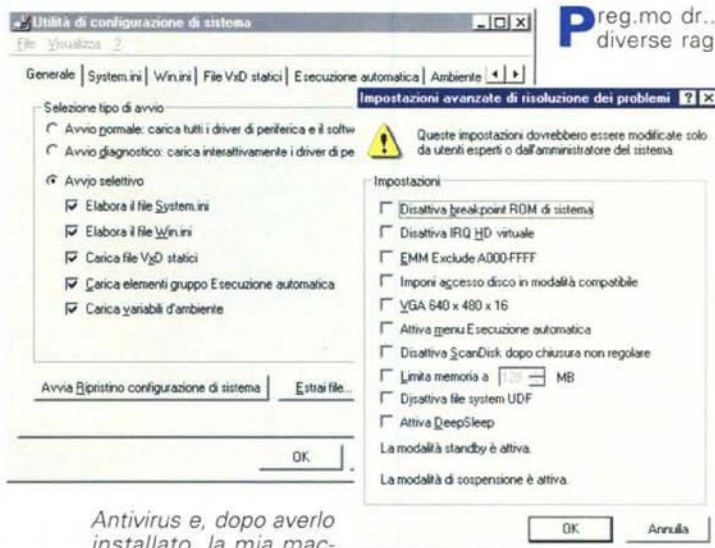 Utilità di configurazione di sistema
File Visualizza ?
Generale System.ini Win.ini File VxD statici Esecuzione automatica Ambiente
Selezione tipo di avvio
Avvio normale: carica tutti i driver di periferica e il softw
Avvio diagnostico: carica interattivamente i driver di pe
Avvio selettivo
Elabora il file System.ini
Elabora il file Win.ini
Carica file VxD statici
Carica elementi gruppo Esecuzione automatica
Carica variabili d'ambiente
Avvia Ripristino configurazione di sistema Estrai file...
OK
Preg.mo dr..
diverse rag
Impostazioni avanzate di risoluzione dei problemi ? X
Queste impostazioni dovrebbero essere modificate solo
da utenti esperti o dall'amministratore del sistema.
Impostazioni
Disattiva breakpoint ROM di sistema
Disattiva IRQ HD virtuale
EMM Exclude A000-FFFF
Imponi accesso disco in modalità compatibile
VGA 640 x 480 x 16
Attiva menu Esecuzione automatica
Disattiva ScanDisk dopo chiusura non regolare
Limita memoria a 128 MB
Disattiva file system UDF
Attiva DeepSleep
La modalità standby è attiva.
La modalità di sospensione è attiva.
OK Annulla
Antivirus e, dopo averlo
installato, la mia mac-